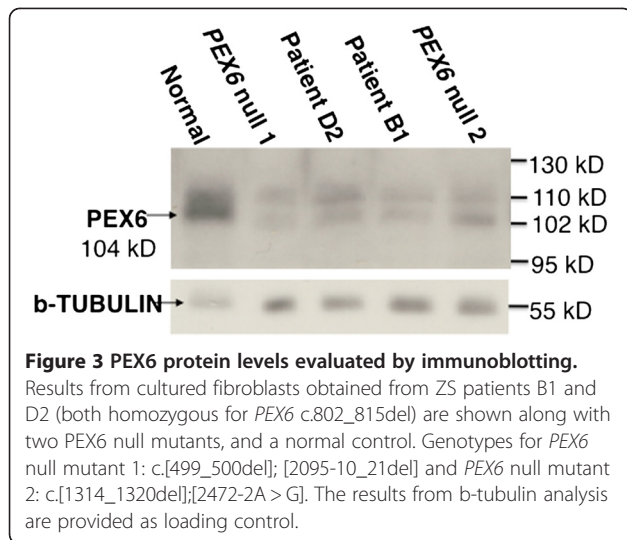 Normal
PEX6 null 1
Patient D2
Patient B1
PEX6 null 2
130 kD
110 kD
PEX6
102 kD
104 kD
95 kD
b-TUBULIN
55 kD
Figure 3 PEX6 protein levels evaluated by immunoblotting.
Results from cultured fibroblasts obtained from ZS patients B1 and
D2 (both homozygous for PEX6 c.802_815del) are shown along with
two PEX6 null mutants, and a normal control. Genotypes for PEX6
null mutant 1: c.[499_500del]; [2095-10_21del] and PEX6 null mutant
2: c.[1314_1320del];[2472-2A > G]. The results from b-tubulin analysis
are provided as loading control.